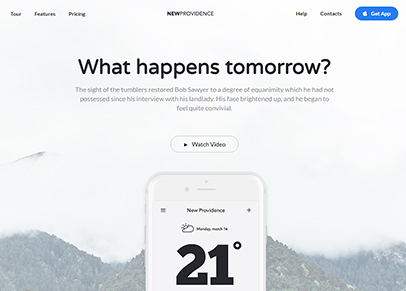 Tour Features Pricing NEWPROVIDENCE Help Contacts Get App
What happens tomorrow?
The sight of the tumblers restored Bob Sawyer to a degree of equanimity which he had not
possessed since his interview with his landlady. His face brightened up, and he began to
feel quite convivial.
Watch Video
New Providence
Monday, march 16
21°